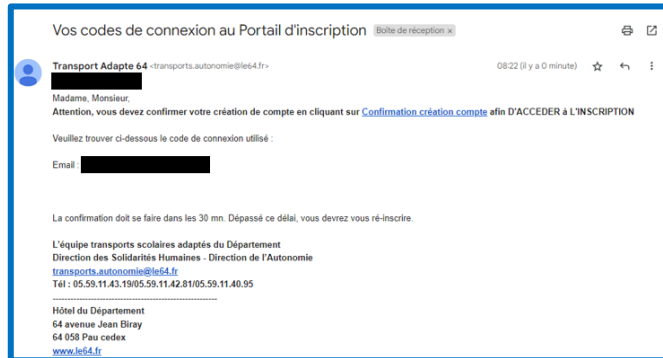 Vos codes de connexion au Portail d'inscription Boîte de réception ×
Transport Adapte 64 <transports.autonomie@le64.fr> 08:22 (il y a 0 minute)
Madame, Monsieur,
Attention, vous devez confirmer votre création de compte en cliquant sur Confirmation création compte afin D'ACCEDER á L'INSCRIPTION
Veuillez trouver ci-dessous le code de connexion utilisé :
Email :
La confirmation doit se faire dans les 30 mn. Dépassé ce délai, vous devrez vous ré-inscrire.
L'équipe transports scolaires adaptés du Département
Direction des Solidarités Humaines - Direction de l'Autonomie
transports.autonomie@le64.fr
Tél : 05.59.11.43.19/05.59.11.42.81/05.59.11.40.95
------------------------------------------------------
Hôtel du Département
64 avenue Jean Biray
64 058 Pau cedex
www.le64.fr